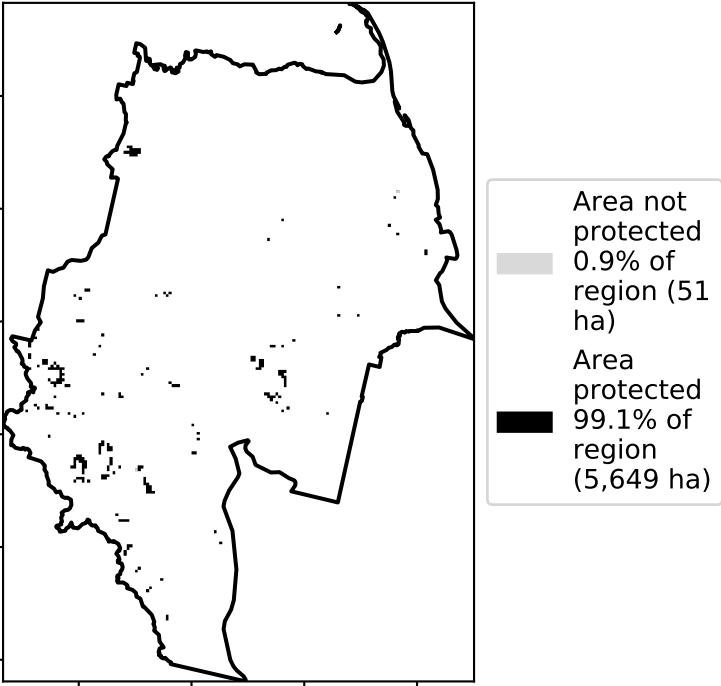 Area not
protected
0.9% of
region (51
ha)
Area
protected
99.1% of
region
(5,649 ha)